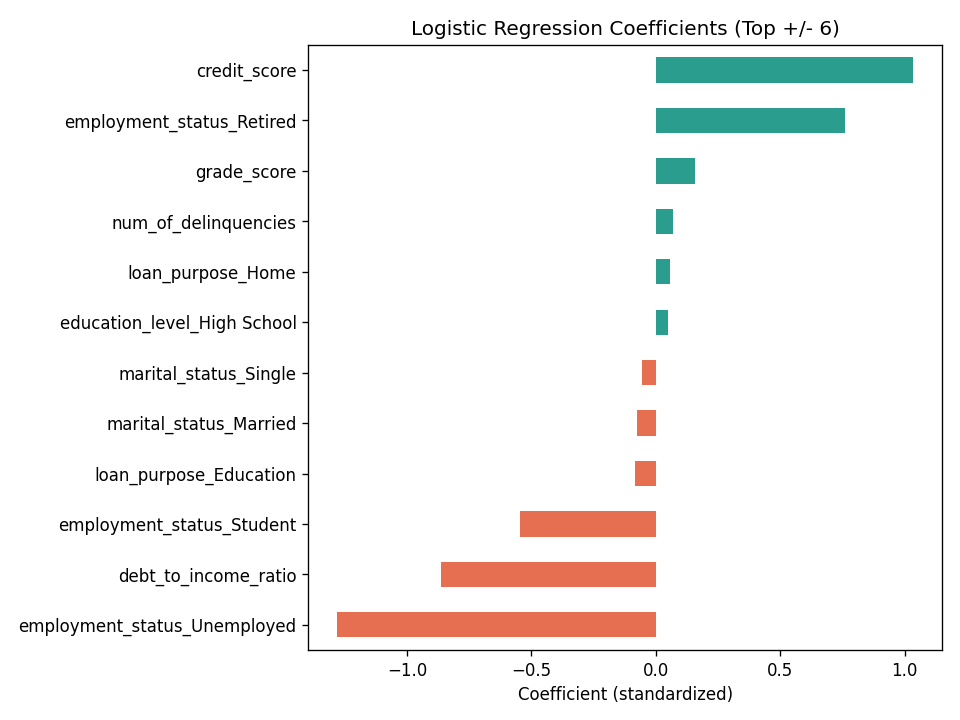 Logistic Regression Coefficients (Top +/- 6)
credit_score
employment_status_Retired
grade_score
num_of_delinquencies
loan_purpose_Home
education_level_High School
marital_status_Single
marital_status_Married
loan_purpose_Education
employment_status_Student
debt_to_income_ratio
employment_status_Unemployed
−1.0 −0.5 0.0 0.5 1.0
Coefficient (standardized)